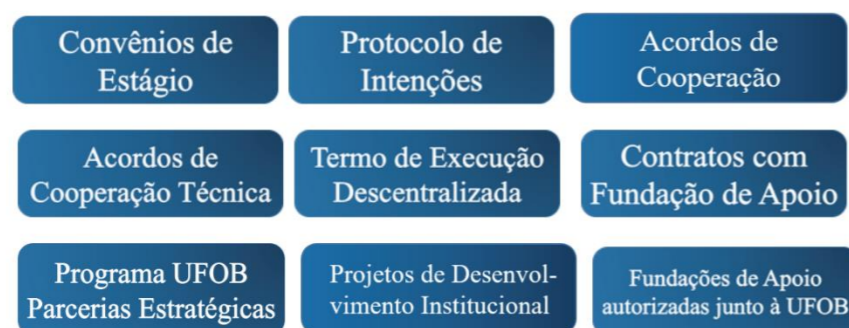 Convênios de
Estágio
Protocolo de
Intenções
Acordos de
Cooperação
Acordos de
Cooperação Técnica
Termo de Execução
Descentralizada
Contratos com
Fundação de Apoio
Programa UFOB
Parcerias Estratégicas
Projetos de Desenvol-
vimento Institucional
Fundações de Apoio
autorizadas junto à UFOB